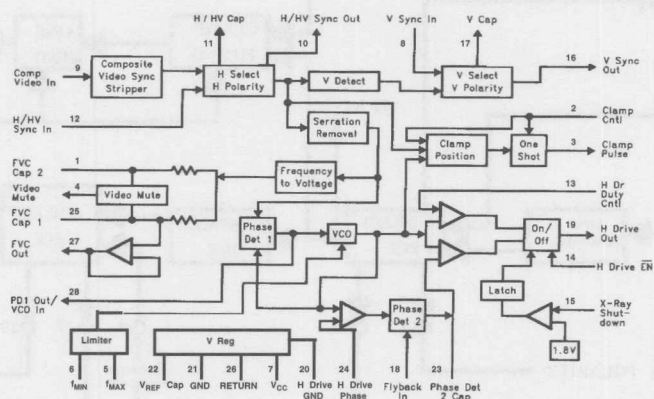 H / HV Cap
H/HV Sync Out
V Sync In
V Cap
11
10
8
17
9
16
Comp
Video In
Composite
Video Sync
Stripper
H Select
H Polarity
V Detect
V Select
V Polarity
V Sync
Out
12
H/HV
Sync In
2
Clamp
Cntl
Serration
Removal
Clamp
Position
One
Shot
3
Clamp
Pulse
FVC
Cap 2
1
Frequency
to Voltage
Video
Mute
4
Video Mute
13
H Dr
Duty
Cntl
FVC
Cap 1
25
Phase
Det 1
VCO
On/
Off
19
H Drive
Out
FVC
Out
27
14
H Drive EN
28
PD1 Out/
VCO In
Latch
15
X-Ray
Shut-
down
Phase
Det 2
Limiter
V Reg
1.8V
6
5
22
21
26
7
20
24
18
23
fMIN
fMAX
VREF Cap
GND
RETURN
VCC
H Drive
GND
H Drive
Phase
Flyback
In
Phase Det
2 Cap